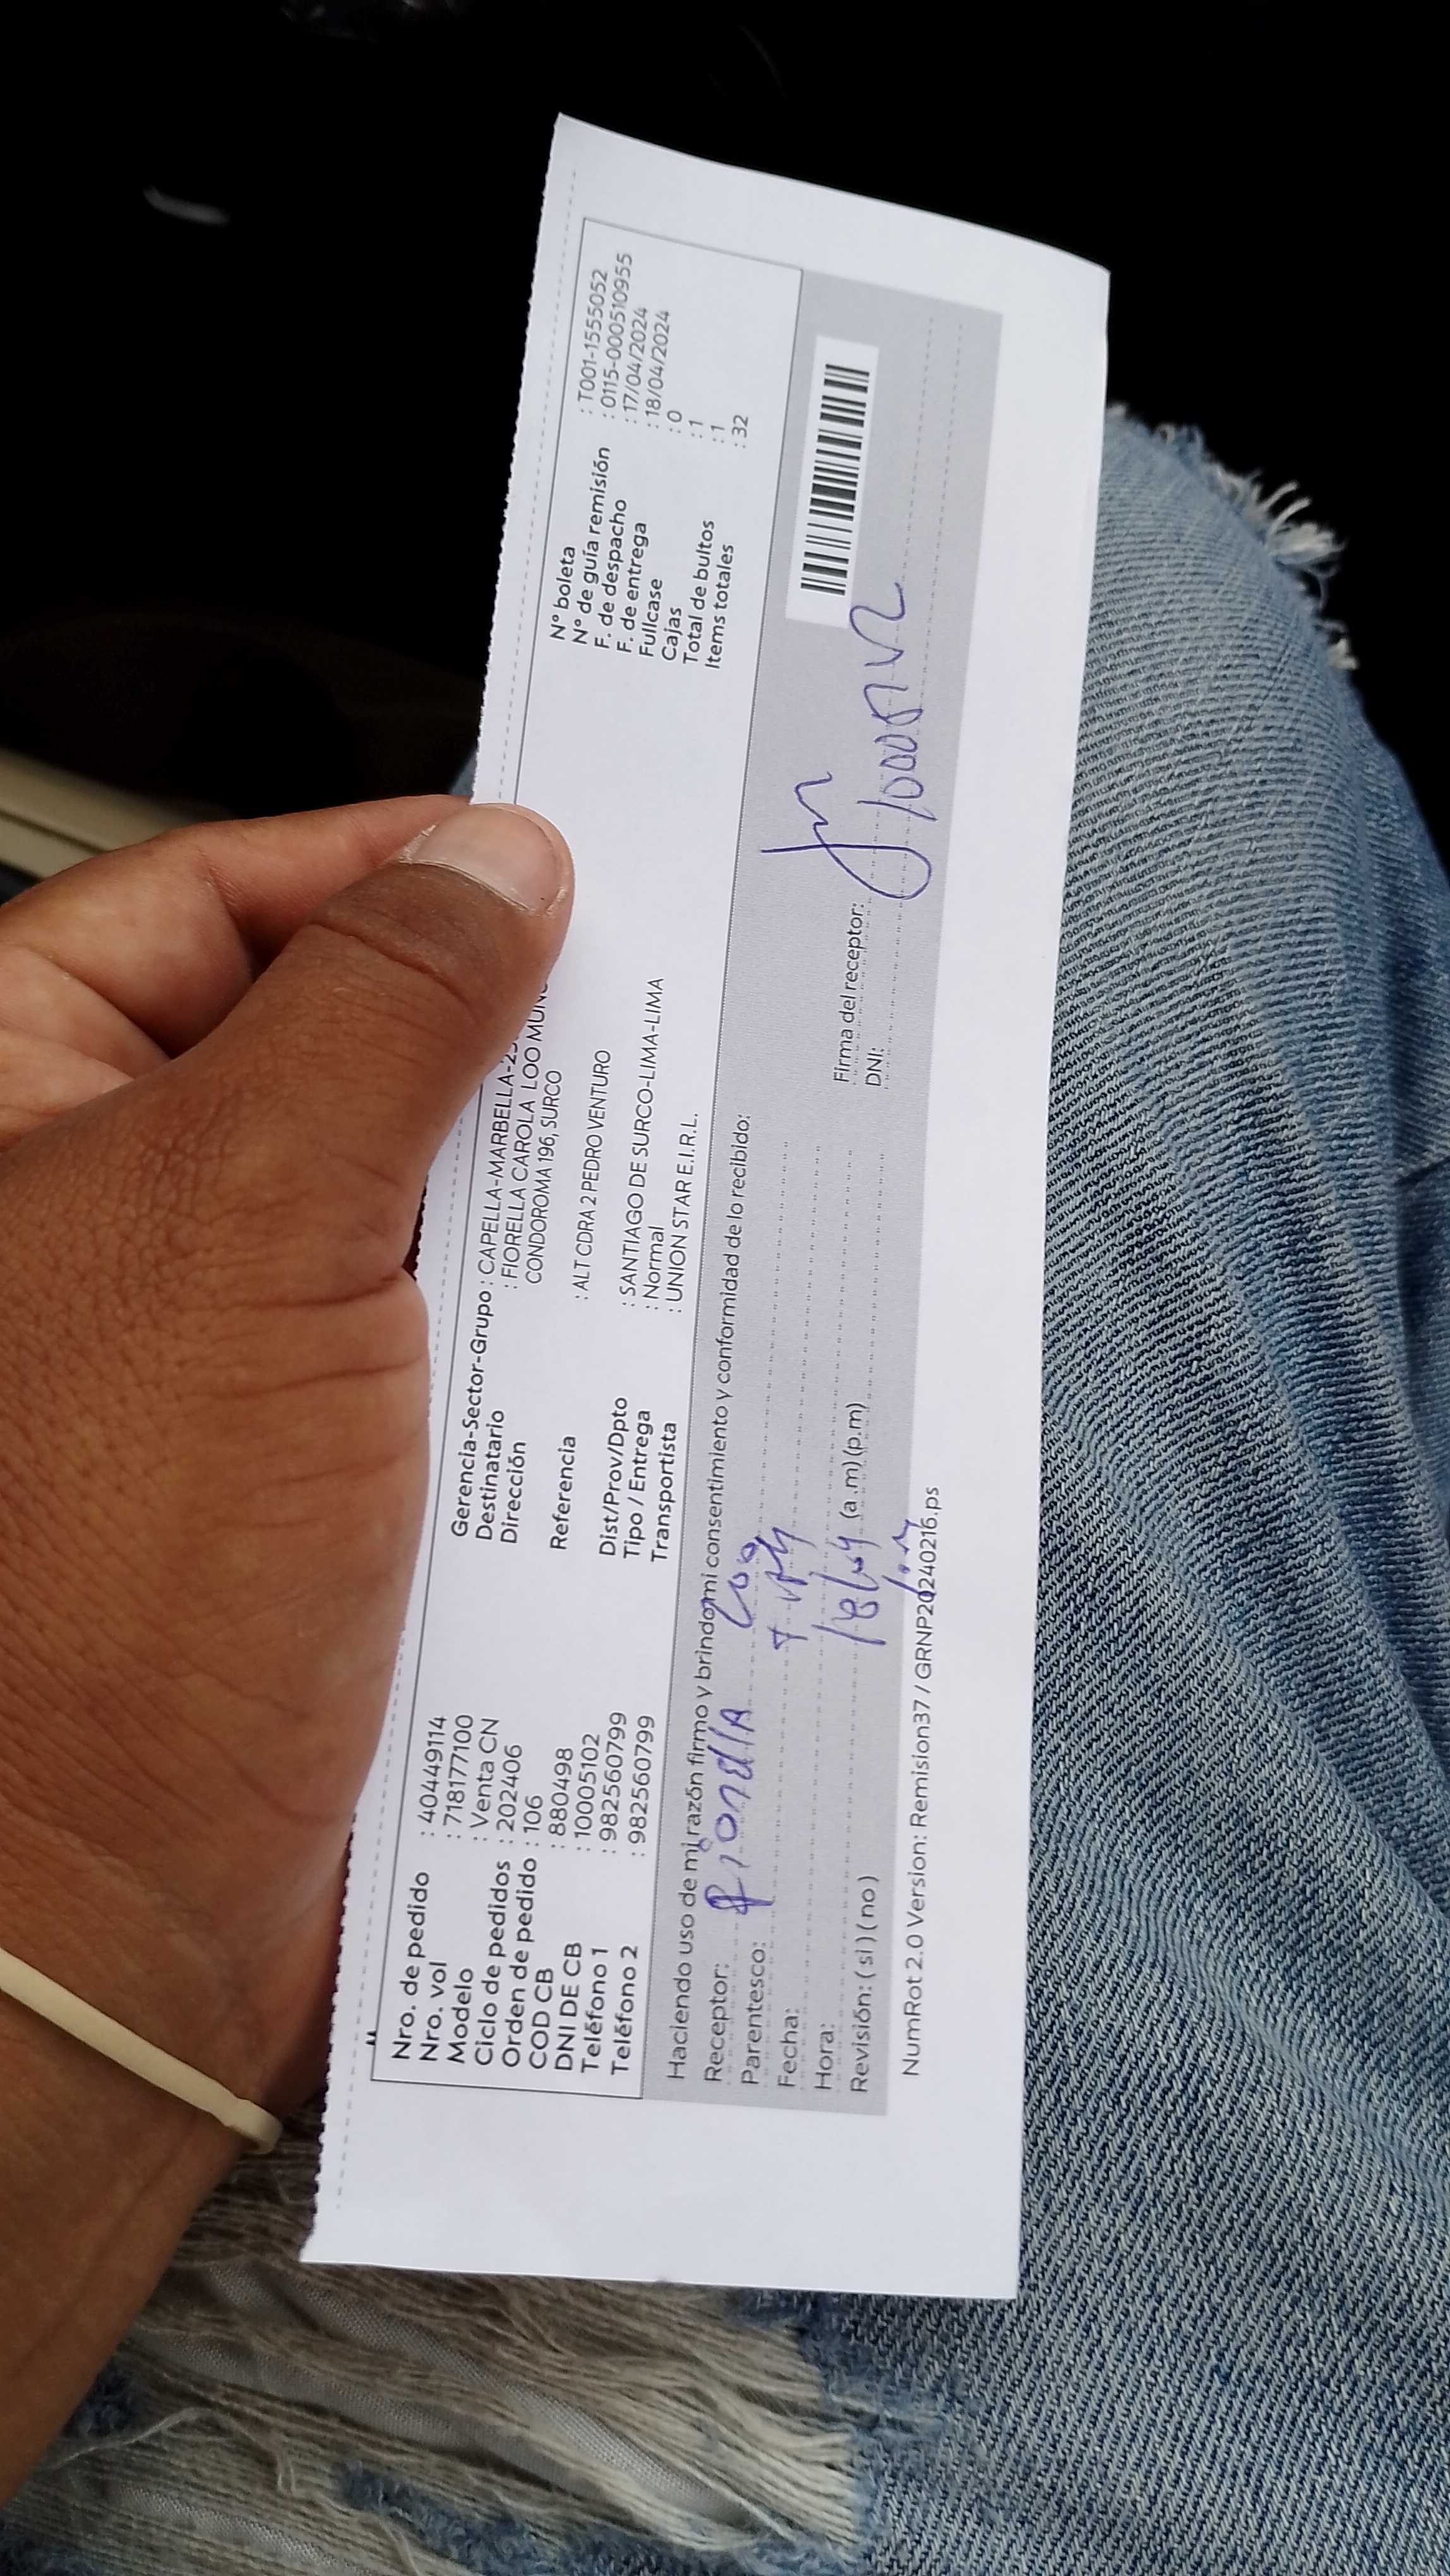 Nro. de pedido : 404449114
Nro. vol : 718177100
Modelo : Venta CN
Ciclo de pedidos : 202406
Orden de pedido : 106
COD CB : 880498
DNI DE CB : 10005102
Teléfono 1 : 982560799
Teléfono 2 : 982560799
Gerencia-Sector-Grupo : CAPELLA-MARBELLA-
Destinatario : FIORELLA CAROLA LOO
Dirección CONDOROMA 196, SURCO
Referencia : ALT CDRA 2 PEDRO VENTURO
Dist/Prov/Dpto : SANTIAGO DE SURCO-LIMA-LIMA
Tipo / Entrega : Normal
Transportista : UNION STAR E.I.R.L.
N° boleta : T001-1555052
N° de guía remisión : 0115-000510955
F. de despacho : 17/04/2024
F. de entrega : 18/04/2024
Fullcase : 0
Cajas : 1
Total de bultos : 1
Items totales : 32
Haciendo uso de mi razón firmo y brindo mi consentimiento y conformidad de lo recibido:
Receptor: Loo
Parentesco:
Fecha:
Hora: (a.m)(p.m)
Revisión: (si)(no)
Firma del receptor:
DNI:
NumRot 2.0 Version: Remision37 / GRNP20240216.ps